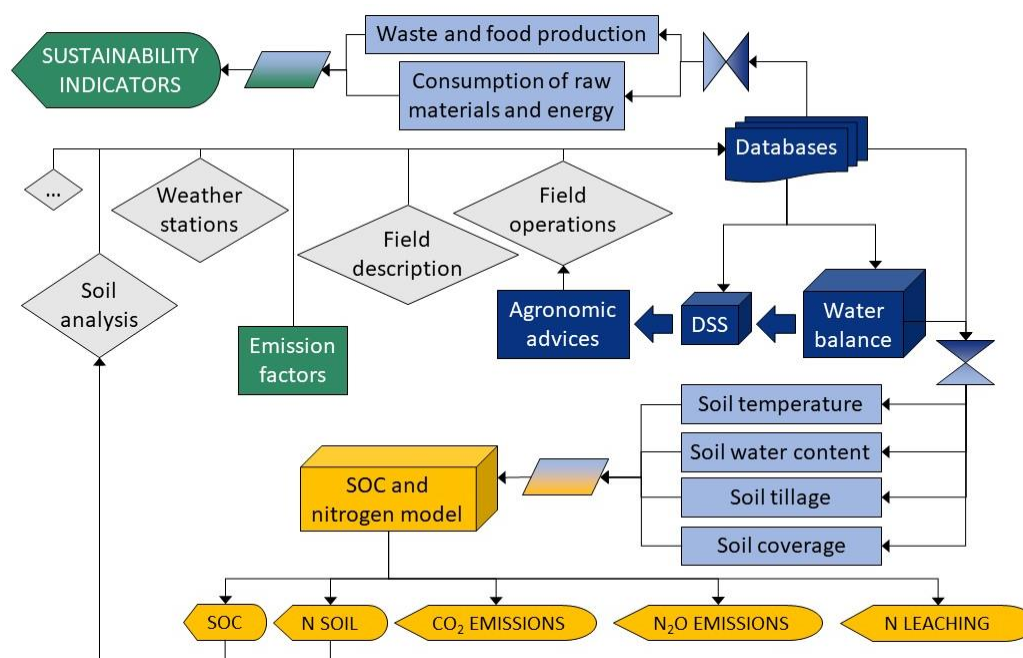 SUSTAINABILITY
INDICATORS
Waste and food production
Consumption of raw
materials and energy
Databases
...
Weather
stations
Field
operations
Field
description
Soil
analysis
Agronomic
advices
DSS
Water
balance
Emission
factors
Soil temperature
Soil water content
Soil tillage
Soil coverage
SOC and
nitrogen model
SOC
N SOIL
CO₂ EMISSIONS
N₂O EMISSIONS
N LEACHING